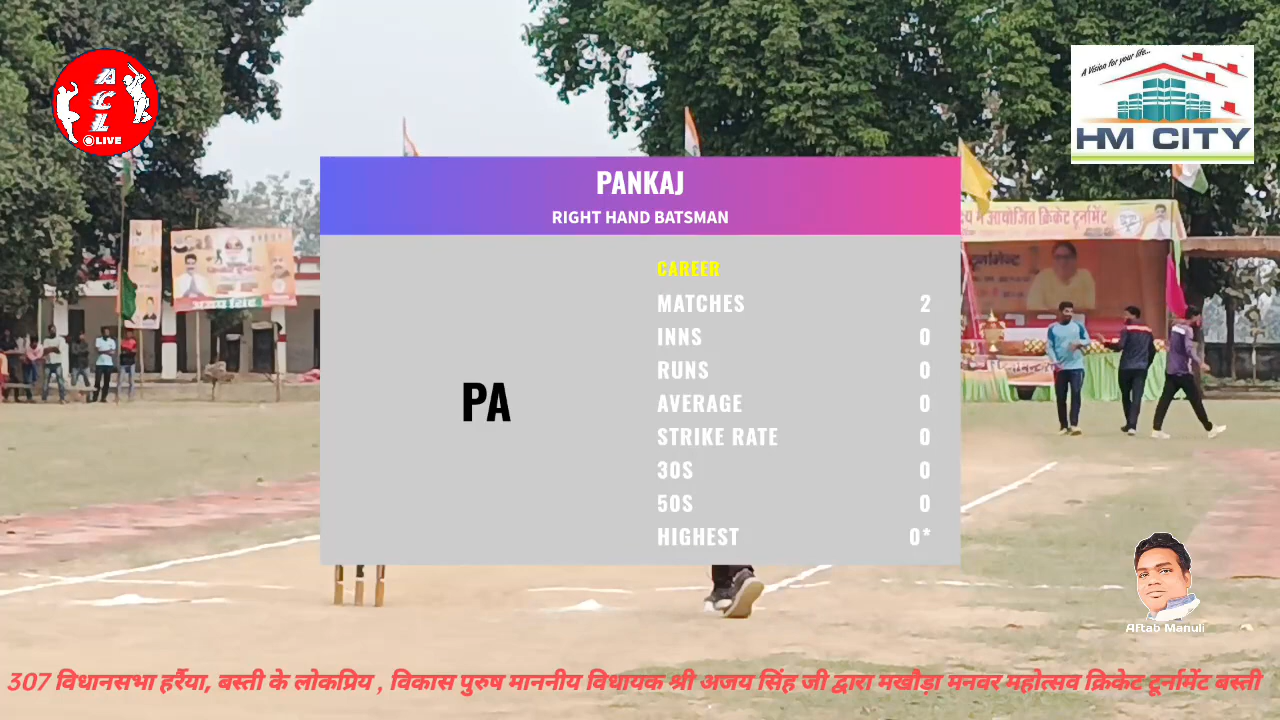 ACL
LIVE
A Vision for your life...
HM CITY
PANKAJ
RIGHT HAND BATSMAN
PA
CAREER
MATCHES 2
INNS 0
RUNS 0
AVERAGE 0
STRIKE RATE 0
30S 0
50S 0
HIGHEST 0*
में आयोजित क्रिकेट टूर्नामेंट
टूर्नामेन्ट
अजय सिंह
Aftab Manuli
307 विधानसभा हर्रैया, बस्ती के लोकप्रिय , विकास पुरुष माननीय विधायक श्री अजय सिंह जी द्वारा मखौड़ा मनवर महोत्सव क्रिकेट टूर्नामेंट बस्ती